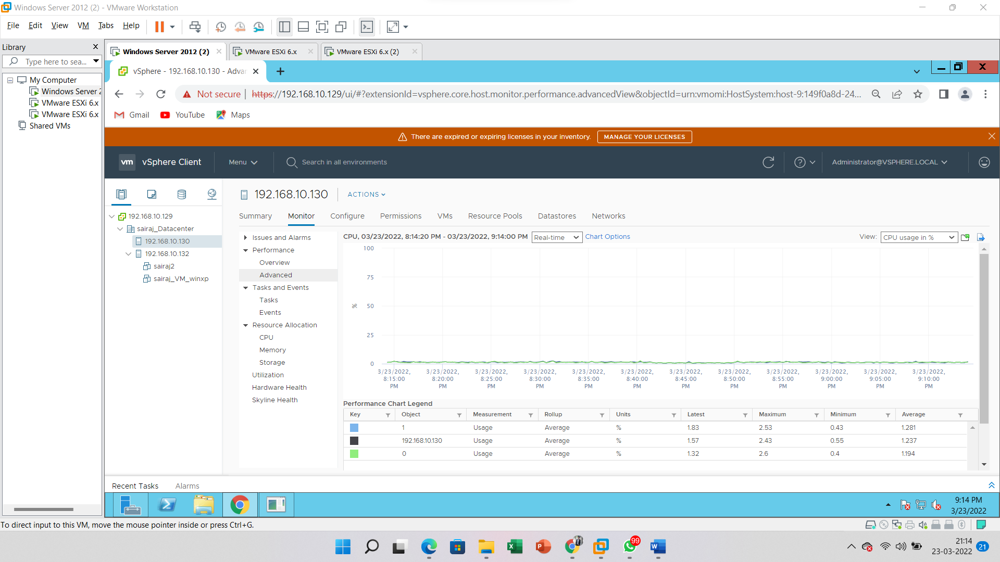 Windows Server 2012 (2) - VMware Workstation
File Edit View VM Tabs Help
Library
Windows Server 2012 (2) VMware ESXi 6.x VMware ESXi 6.x (2)
Type here to sea...
My Computer
Windows Server 2
VMware ESXi 6.x
VMware ESXi 6.x
Shared VMs
vSphere - 192.168.10.130 - Adva
Not secure https://192.168.10.129/ui/#?extensionId=vsphere.core.host.monitor.performance.advancedView&objectId=urn:vmomi:HostSystem:host-9:149f0a8d-24...
Gmail YouTube Maps
There are expired or expiring licenses in your inventory. MANAGE YOUR LICENSES
vm vSphere Client Menu Search in all environments Administrator@VSPHERE.LOCAL
192.168.10.130 ACTIONS
Summary Monitor Configure Permissions VMs Resource Pools Datastores Networks
192.168.10.129
sairaj_Datacenter
192.168.10.130
192.168.10.132
sairaj2
sairaj_VM_winxp
Issues and Alarms
Performance
Overview
Advanced
Tasks and Events
Tasks
Events
Resource Allocation
CPU
Memory
Storage
Utilization
Hardware Health
Skyline Health
CPU, 03/23/2022, 8:14:20 PM - 03/23/2022, 9:14:00 PM Real-time Chart Options View: CPU usage in %
100
75
% 50
25
0
3/23/2022, 3/23/2022, 3/23/2022, 3/23/2022, 3/23/2022, 3/23/2022, 3/23/2022, 3/23/2022, 3/23/2022, 3/23/2022, 3/23/2022, 3/23/2022,
8:15:00 8:20:00 8:25:00 8:30:00 8:35:00 8:40:00 8:45:00 8:50:00 8:55:00 9:00:00 9:05:00 9:10:00
PM PM PM PM PM PM PM PM PM PM PM PM
Performance Chart Legend
Key Object Measurement Rollup Units Latest Maximum Minimum Average
1 Usage Average % 1.83 2.53 0.43 1.281
192.168.10.130 Usage Average % 1.57 2.43 0.55 1.237
0 Usage Average % 1.32 2.6 0.4 1.194
Recent Tasks Alarms
9:14 PM
3/23/2022
To direct input to this VM, move the mouse pointer inside or press Ctrl+G.
99
21:14
23-03-2022 21